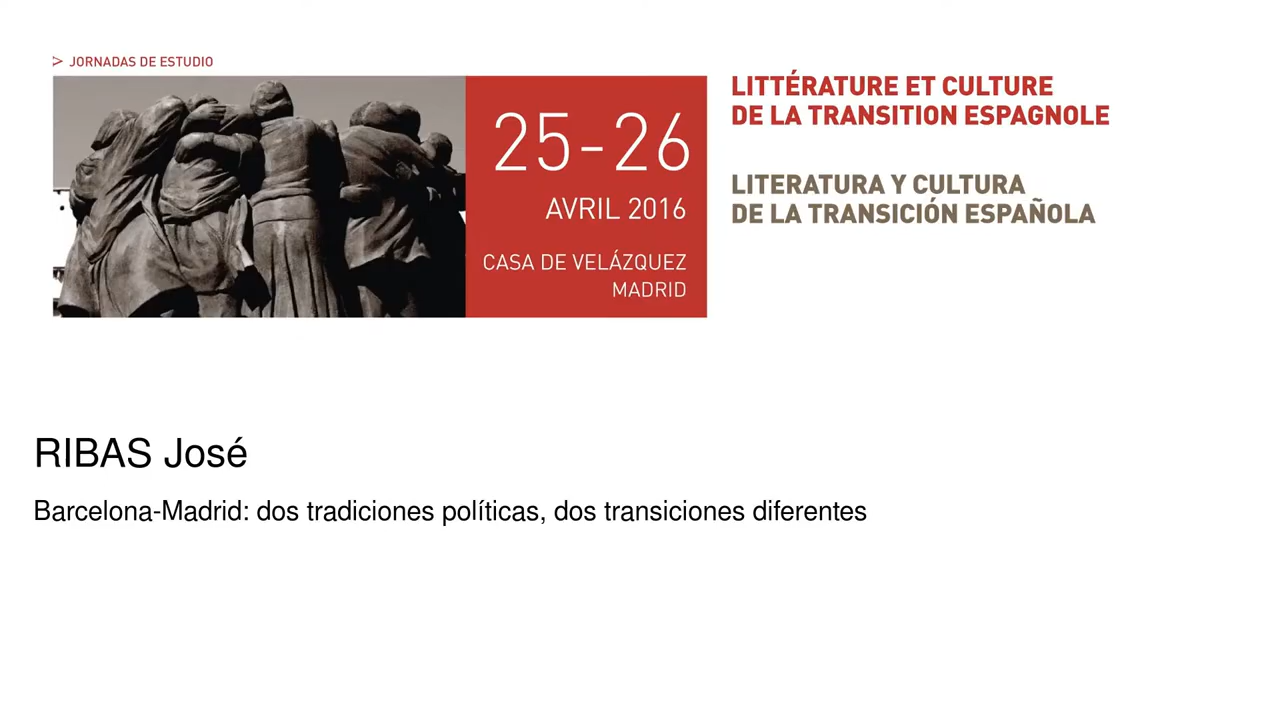 > JORNADAS DE ESTUDIO
25-26
AVRIL 2016
CASA DE VELÁZQUEZ
MADRID
LITTÉRATURE ET CULTURE
DE LA TRANSITION ESPAGNOLE
LITERATURA Y CULTURA
DE LA TRANSICIÓN ESPAÑOLA
RIBAS José
Barcelona-Madrid: dos tradiciones políticas, dos transiciones diferentes